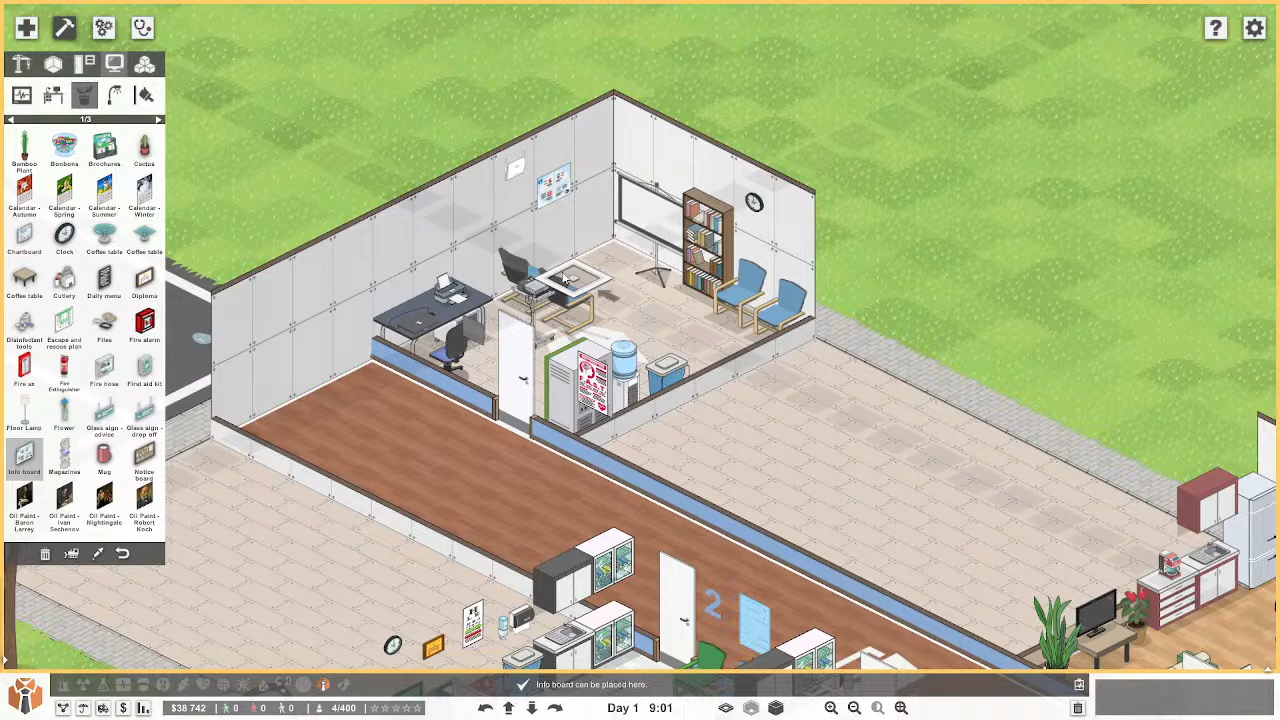 ?
1/3
Bamboo Plant
Bonbons
Brochures
Cactus
Calendar - Autumn
Calendar - Spring
Calendar - Summer
Calendar - Winter
Chartboard
Clock
Coffee table
Coffee table
Coffee table
Cutlery
Daily menu
Diploma
Disinfectant tools
Escape and rescue plan
Files
Fire alarm
Fire ax
Fire Extinguisher
Fire hose
First aid kit
Floor Lamp
Flower
Glass sign - advice
Glass sign - drop off
Info board
Magazines
Mug
Notice board
Oil Paint - Baron Larrey
Oil Paint - Ivan Sechenov
Oil Paint - Nightingale
Oil Paint - Robert Koch
2
Info board can be placed here.
$38 742
0
0
0
4/400
Day 1 9:01